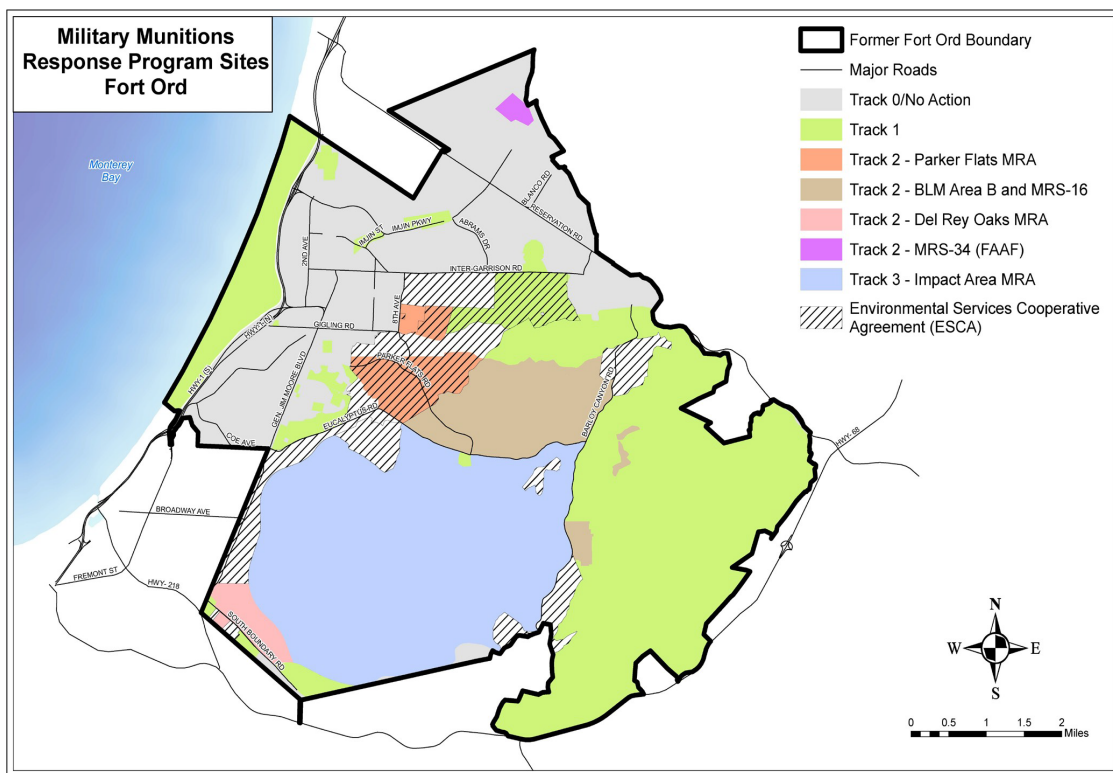 Military Munitions
Response Program Sites
Fort Ord
Former Fort Ord Boundary
Major Roads
Track 0/No Action
Track 1
Track 2 - Parker Flats MRA
Track 2 - BLM Area B and MRS-16
Track 2 - Del Rey Oaks MRA
Track 2 - MRS-34 (FAAF)
Track 3 - Impact Area MRA
Environmental Services Cooperative
Agreement (ESCA)
Monterey
Bay
BLANCO RD
RESERVATION RD
IMJIN PKWY
IMJIN ST
ABRAMS DR
2ND AVE
INTER-GARRISON RD
8TH AVE
HWY-1 (N)
GIGLING RD
HWY-1 (S)
GEN. JIM MOORE BLVD
PARKER FLATS RD
EUCALYPTUS RD
BARLOY CANYON RD
COE AVE
HWY- 68
BROADWAY AVE
FREMONT ST
HWY- 218
SOUTH BOUNDARY RD
N
W
E
S
0 0.5 1 1.5 2
Miles